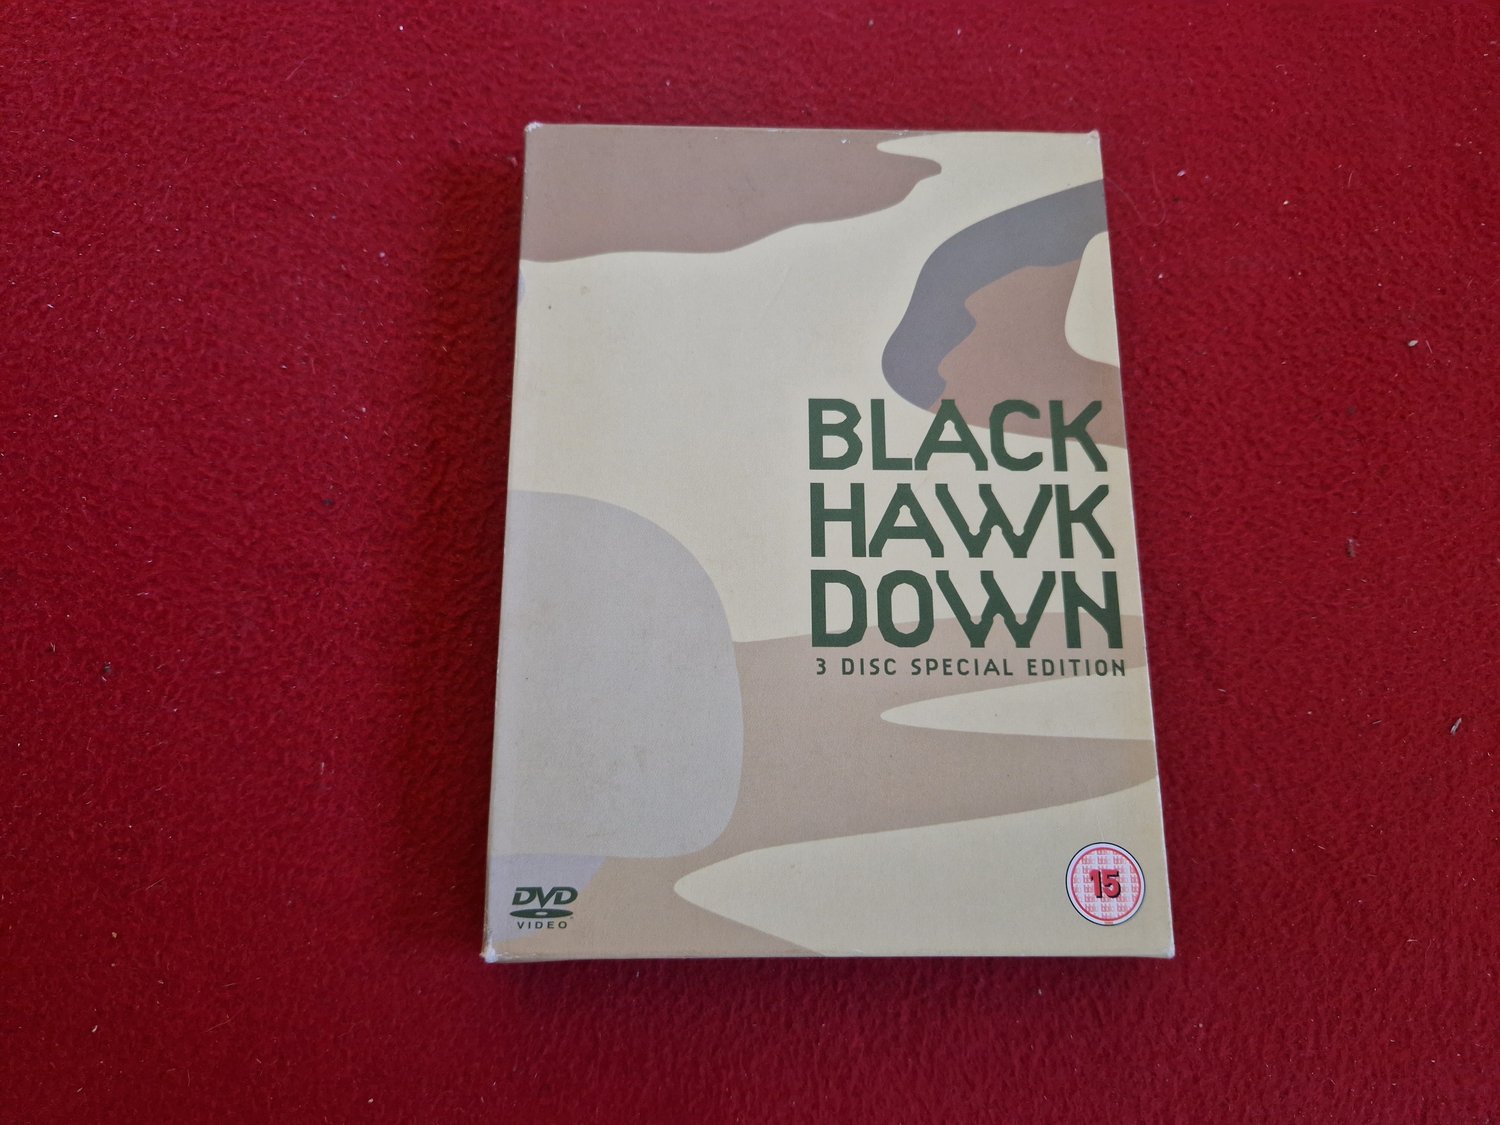 BLACK
HAWK
DOWN
3 DISC SPECIAL EDITION
DVD
VIDEO
15